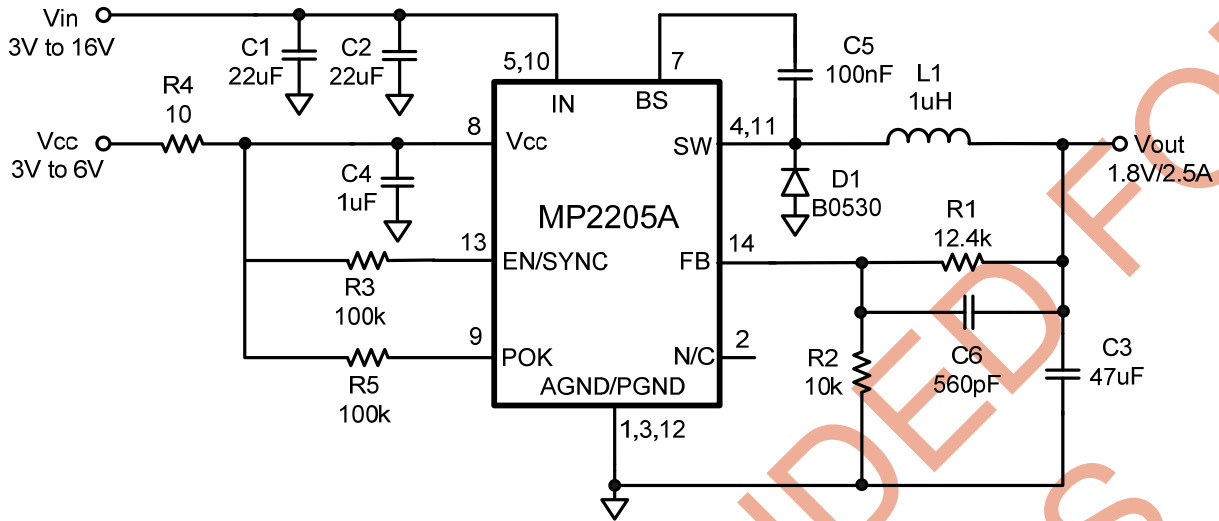 Vin
3V to 16V
C1
22uF
C2
22uF
5,10
7
C5
100nF
L1
1uH
R4
10
IN
BS
Vcc
3V to 6V
8
Vcc
SW
4,11
Vout
1.8V/2.5A
C4
1uF
D1
B0530
MP2205A
R1
12.4k
13
EN/SYNC
FB
14
R3
100k
9
POK
N/C
2
R2
10k
C6
560pF
C3
47uF
R5
100k
AGND/PGND
1,3,12